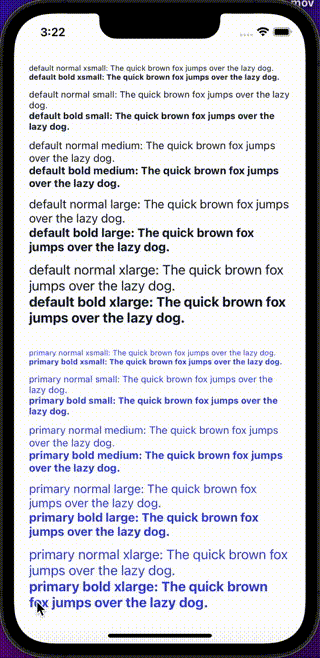 mov
3:22
default normal xsmall: The quick brown fox jumps over the lazy dog.
default bold xsmall: The quick brown fox jumps over the lazy dog.
default normal small: The quick brown fox jumps over the lazy
dog.
default bold small: The quick brown fox jumps over the
lazy dog.
default normal medium: The quick brown fox jumps
over the lazy dog.
default bold medium: The quick brown fox jumps
over the lazy dog.
default normal large: The quick brown fox jumps
over the lazy dog.
default bold large: The quick brown fox
jumps over the lazy dog.
default normal xlarge: The quick brown fox
jumps over the lazy dog.
default bold xlarge: The quick brown fox
jumps over the lazy dog.
primary normal xsmall: The quick brown fox jumps over the lazy dog.
primary bold xsmall: The quick brown fox jumps over the lazy dog.
primary normal small: The quick brown fox jumps over the
lazy dog.
primary bold small: The quick brown fox jumps over the
lazy dog.
primary normal medium: The quick brown fox jumps
over the lazy dog.
primary bold medium: The quick brown fox jumps
over the lazy dog.
primary normal large: The quick brown fox
jumps over the lazy dog.
primary bold large: The quick brown fox
jumps over the lazy dog.
primary normal xlarge: The quick brown fox
jumps over the lazy dog.
primary bold xlarge: The quick brown
fox jumps over the lazy dog.